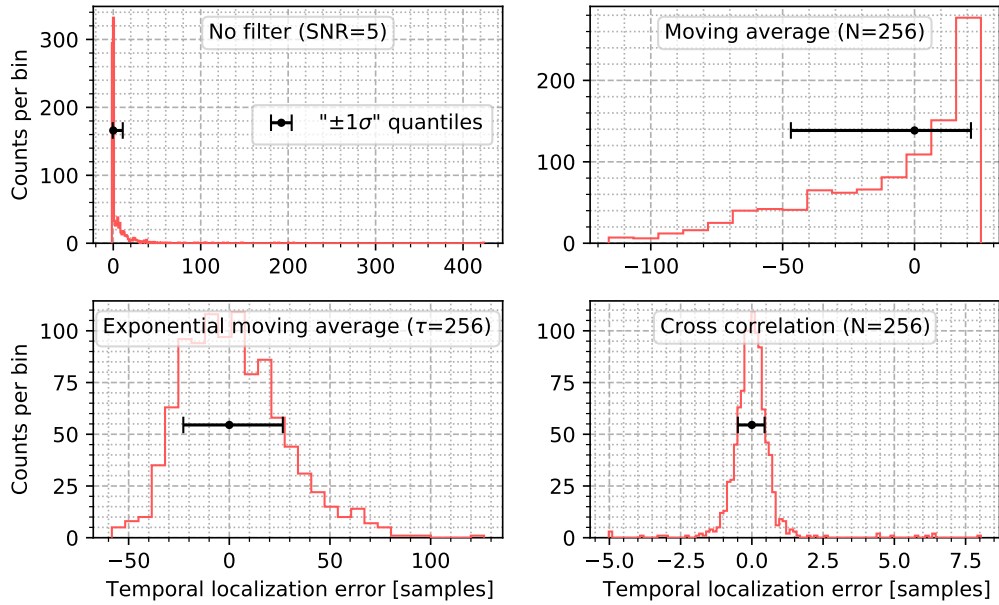 No filter (SNR=5)
"±1σ" quantiles
Counts per bin
300
200
100
0
0 100 200 300 400
Moving average (N=256)
200
100
0
−100 −50 0
Exponential moving average (τ=256)
Counts per bin
100
75
50
25
0
−50 0 50 100
Temporal localization error [samples]
Cross correlation (N=256)
100
75
50
25
0
−5.0 −2.5 0.0 2.5 5.0 7.5
Temporal localization error [samples]